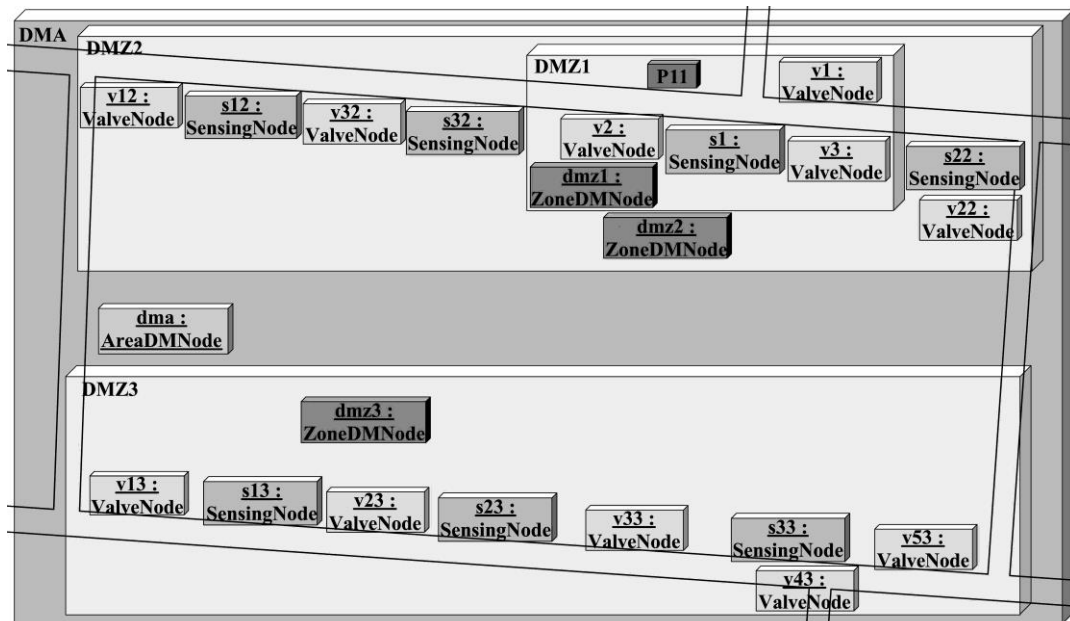 DMA
DMZ2
DMZ1
P11
v1 :
ValveNode
v12 :
ValveNode
s12 :
SensingNode
v32 :
ValveNode
s32 :
SensingNode
v2 :
ValveNode
s1 :
SensingNode
v3 :
ValveNode
s22 :
SensingNode
dmz1 :
ZoneDMNode
v22 :
ValveNode
dmz2 :
ZoneDMNode
dma :
AreaDMNode
DMZ3
dmz3 :
ZoneDMNode
v13 :
ValveNode
s13 :
SensingNode
v23 :
ValveNode
s23 :
SensingNode
v33 :
ValveNode
s33 :
SensingNode
v53 :
ValveNode
v43 :
ValveNode